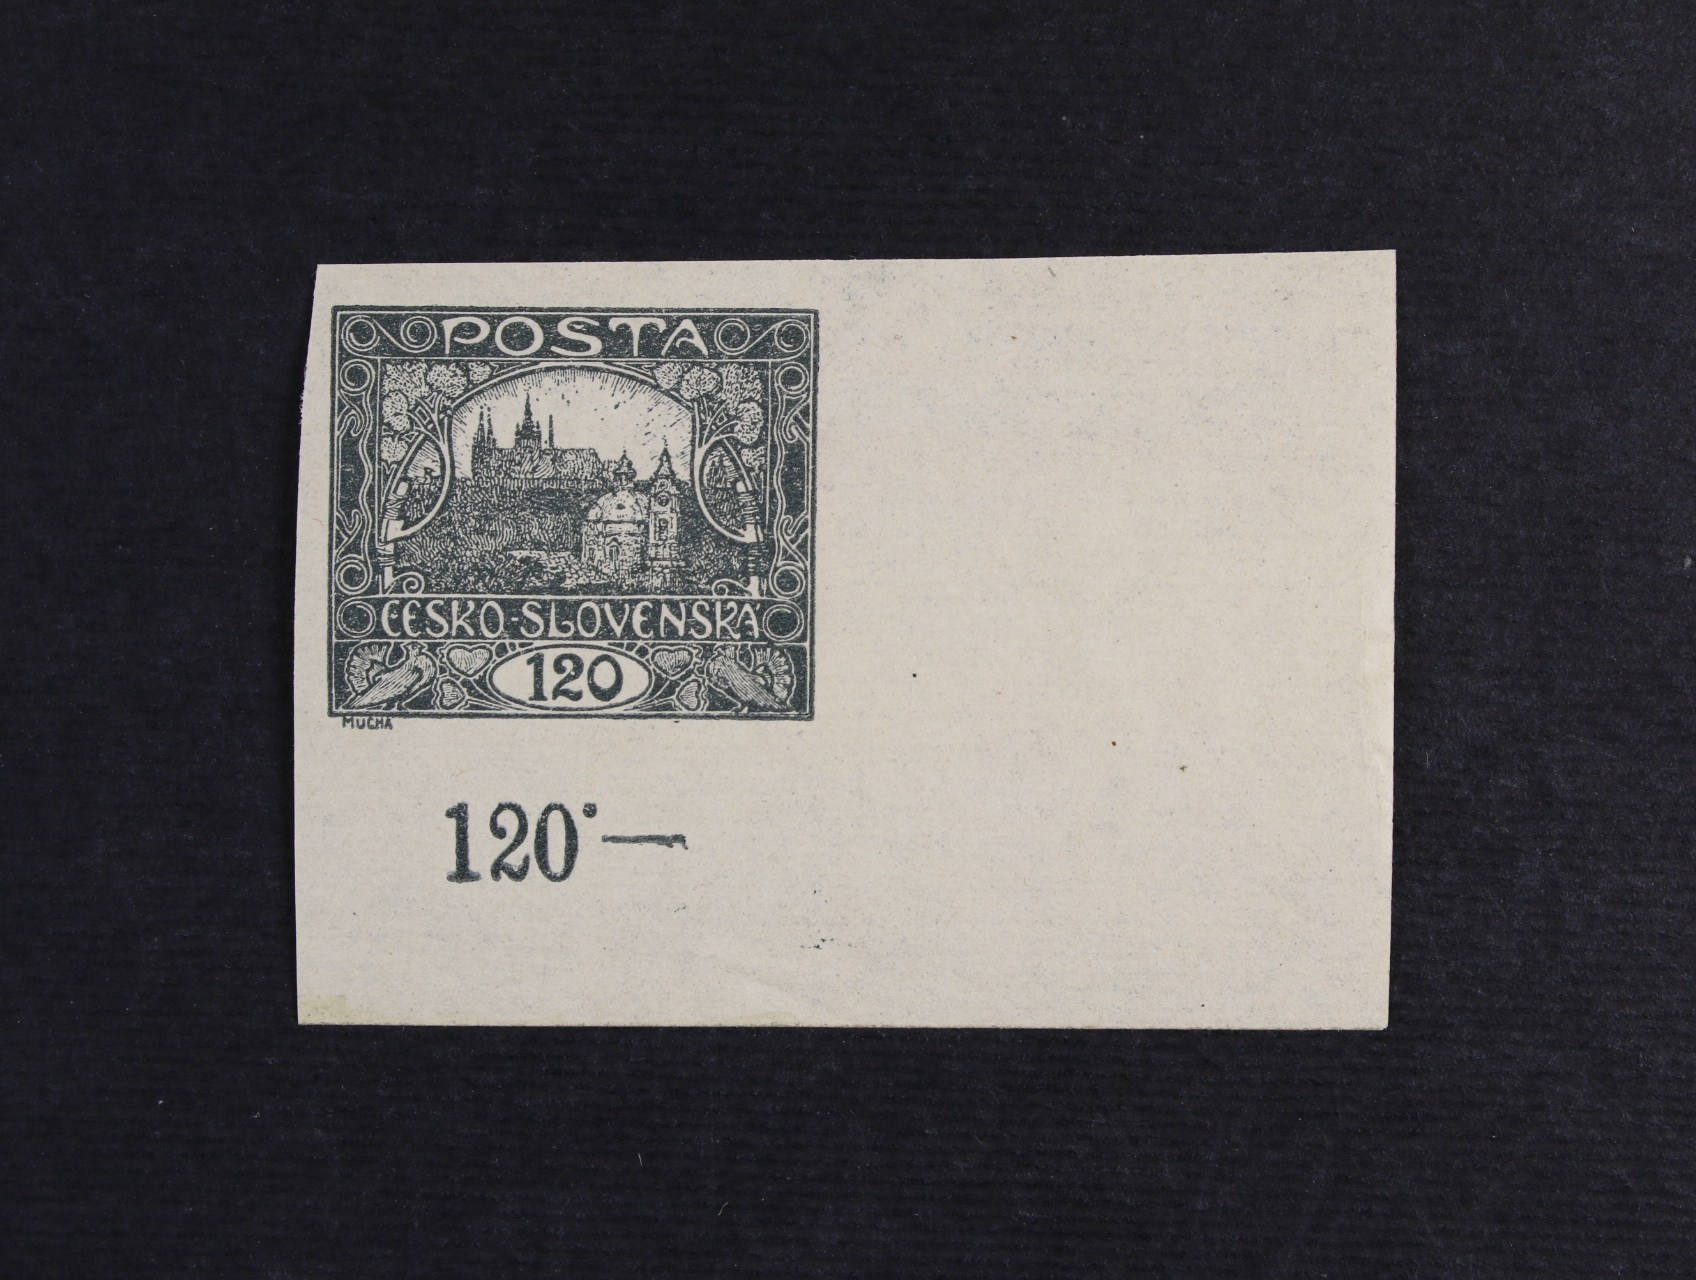 POSTA
ČESKO-SLOVENSKÁ
120
MUCHA
120·—